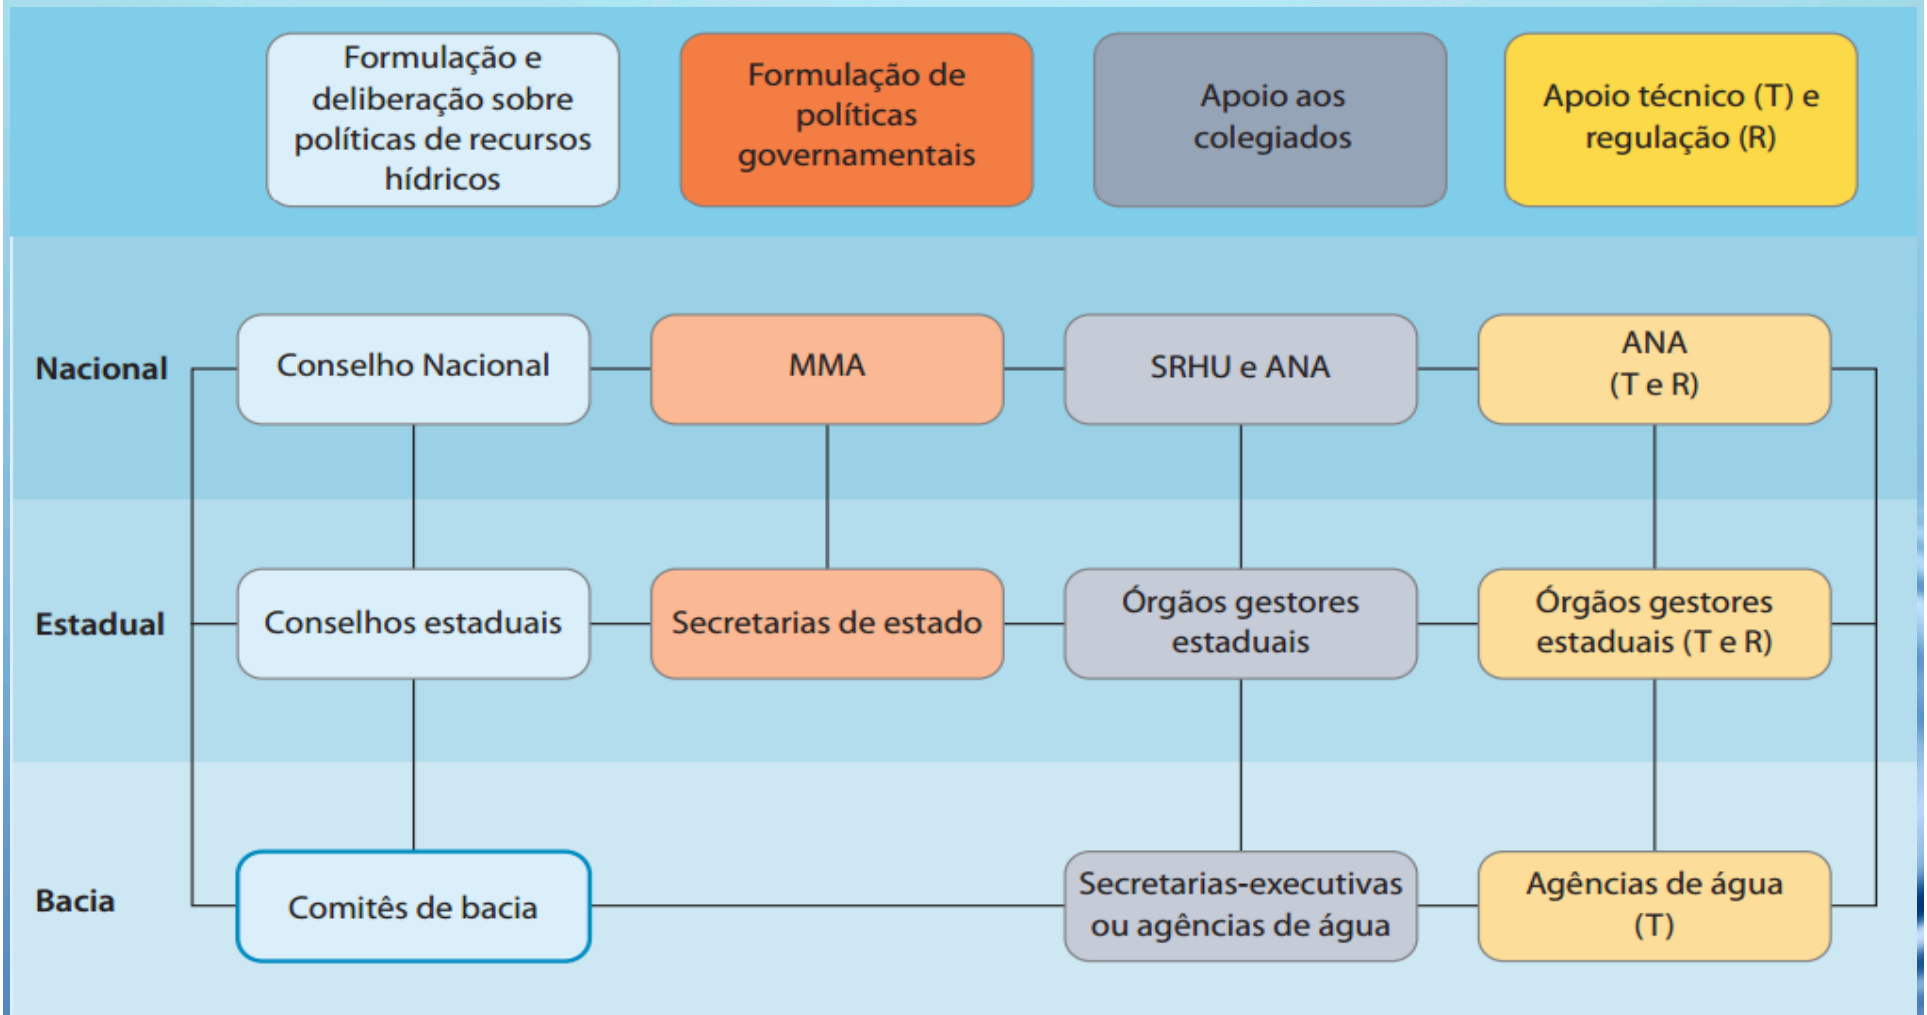 Formulação e
deliberação sobre
políticas de recursos
hídricos
Formulação de
políticas
governamentais
Apoio aos
colegiados
Apoio técnico (T) e
regulação (R)
Nacional
Conselho Nacional
MMA
SRHU e ANA
ANA
(T e R)
Estadual
Conselhos estaduais
Secretarias de estado
Órgãos gestores
estaduais
Órgãos gestores
estaduais (T e R)
Bacia
Comitês de bacia
Secretarias-executivas
ou agências de água
Agências de água
(T)